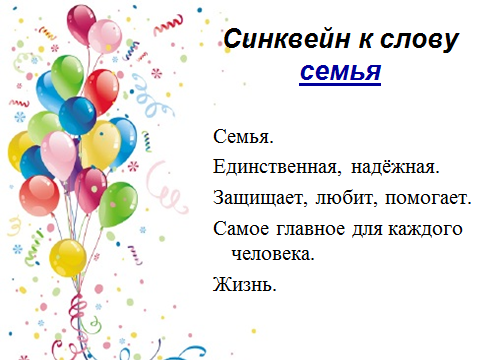 Синквейн к слову
семья
Семья.
Единственная, надёжная.
Защищает, любит, помогает.
Самое главное для каждого
человека.
Жизнь.